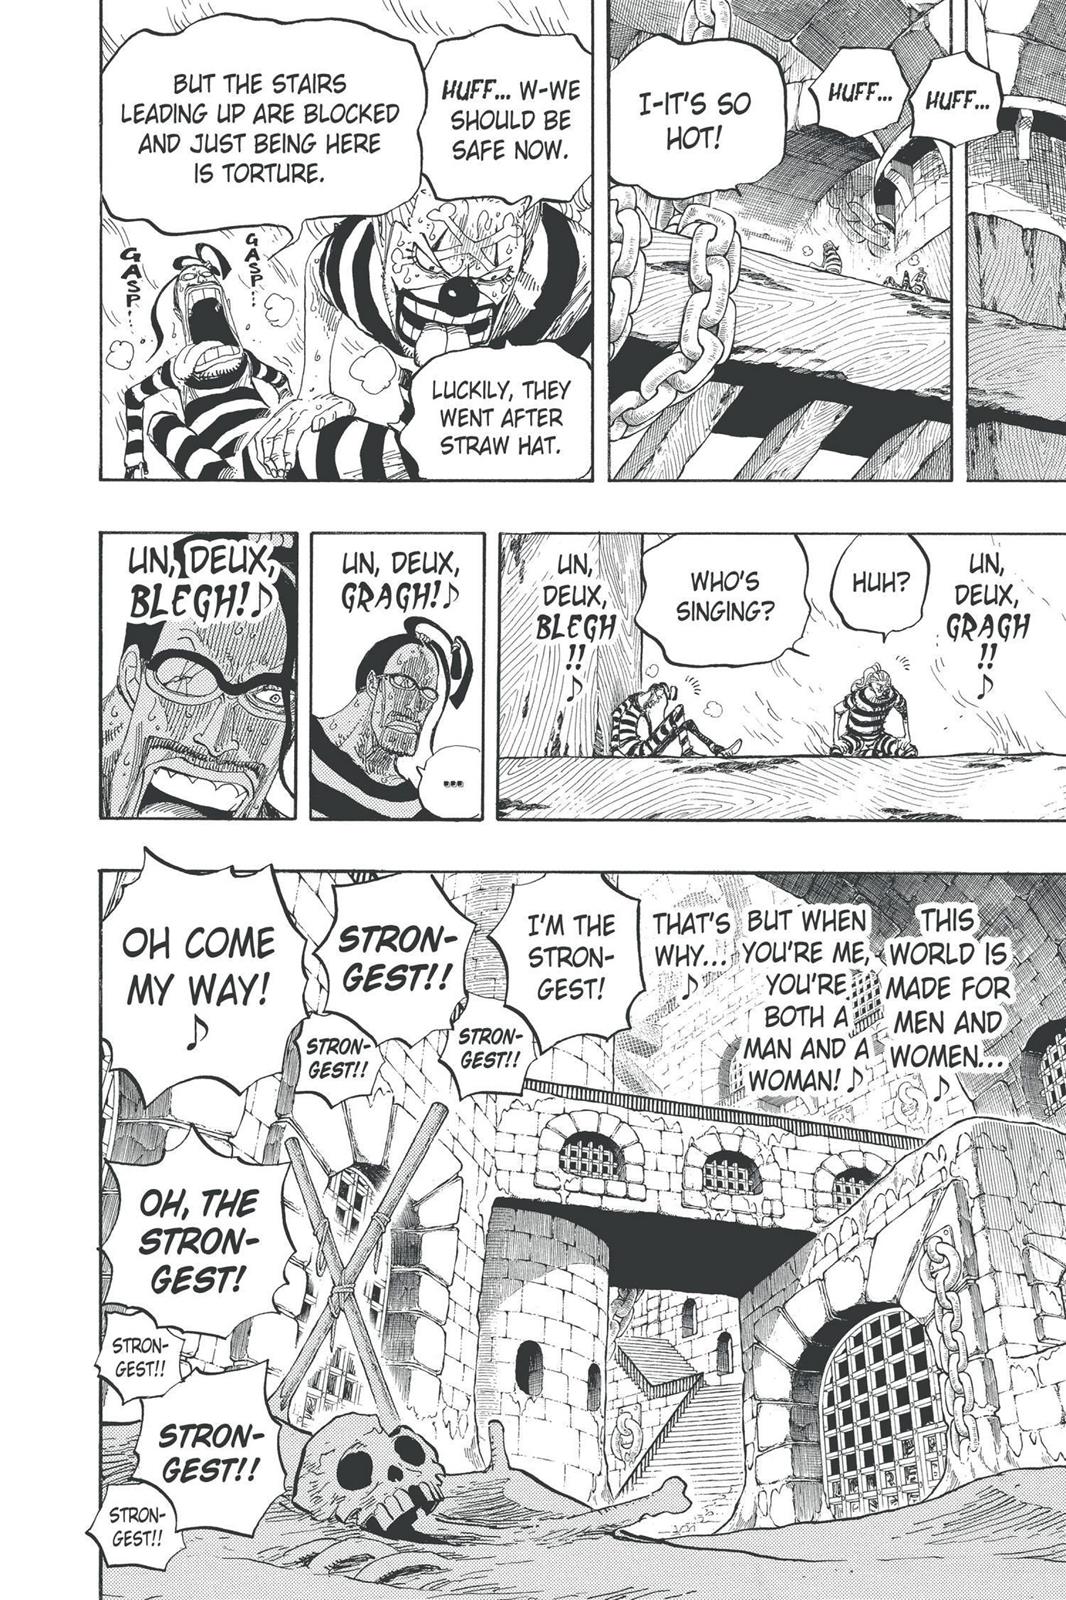 HUFF...
HUFF...
I-IT'S SO
HOT!
HUFF... W-WE
SHOULD BE
SAFE NOW.
BUT THE STAIRS
LEADING UP ARE BLOCKED
AND JUST BEING HERE
IS TORTURE.
GASP...
GASP...
LUCKILY, THEY
WENT AFTER
STRAW HAT.
UN,
DEUX,
GRAGH
!!
♪
HUH?
WHO'S
SINGING?
UN,
DEUX,
BLEGH
!!
♪
UN, DEUX,
GRAGH!♪
...
UN, DEUX,
BLEGH!♪
THIS
WORLD IS
MADE FOR
MEN AND
WOMEN...
♪
BUT WHEN
YOU'RE ME,
YOU'RE
BOTH A
MAN AND A
WOMAN!♪
THAT'S
WHY...
♪
I'M THE
STRON-
GEST!
STRON-
GEST!!
STRON-
GEST!!
STRON-
GEST!!
OH COME
MY WAY!
♪
OH, THE
STRON-
GEST!
STRON-
GEST!!
STRON-
GEST!!
STRON-
GEST!!